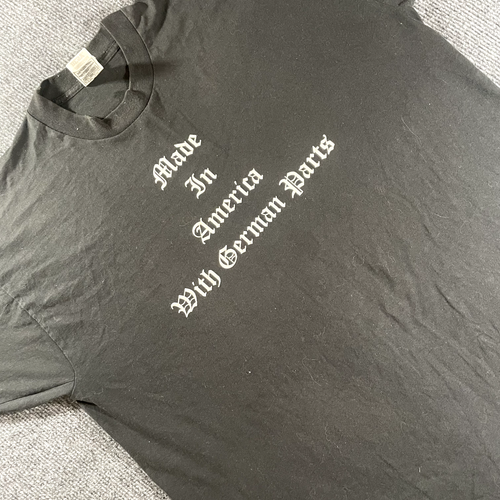 Made
In
America
With German Parts